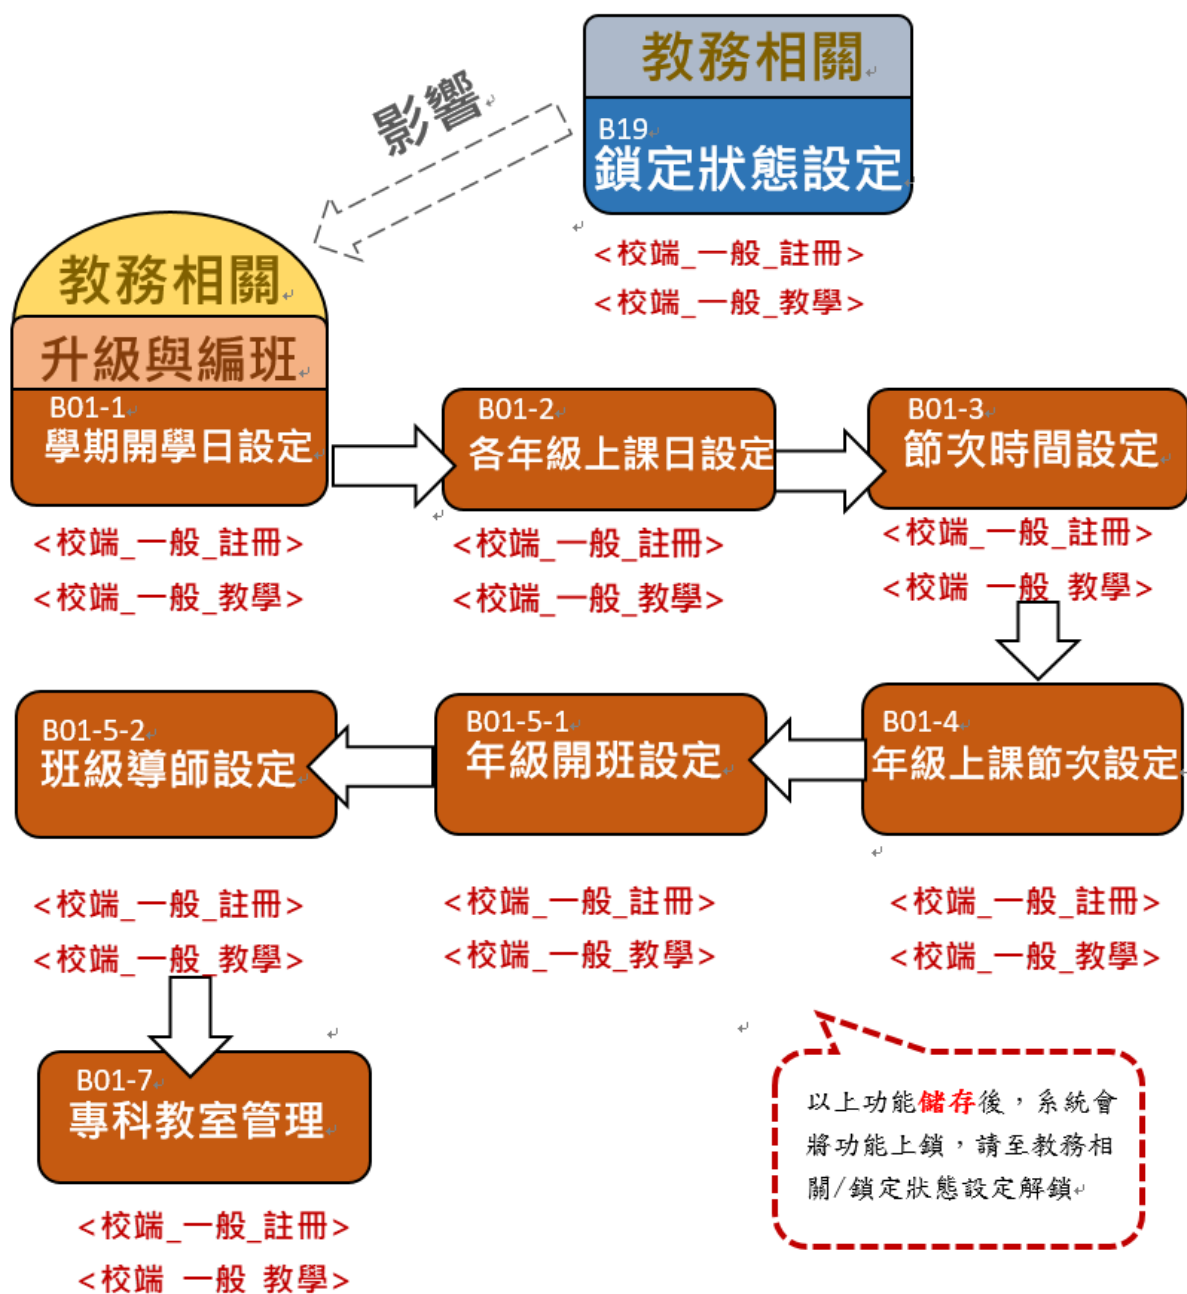 教務相關
影響
B19
鎖定狀態設定
<校端_一般_註冊>
<校端_一般_教學>
教務相關
升級與編班
B01-1
學期開學日設定
<校端_一般_註冊>
<校端_一般_教學>
B01-2
各年級上課日設定
<校端_一般_註冊>
<校端_一般_教學>
B01-3
節次時間設定
<校端_一般_註冊>
<校端 一般 教學>
B01-4
年級上課節次設定
<校端_一般_註冊>
<校端_一般_教學>
B01-5-1
年級開班設定
<校端_一般_註冊>
<校端_一般_教學>
B01-5-2
班級導師設定
<校端_一般_註冊>
<校端_一般_教學>
B01-7
專科教室管理
<校端_一般_註冊>
<校端 一般 教學>
以上功能儲存後，系統會
將功能上鎖，請至教務相
關/鎖定狀態設定解鎖